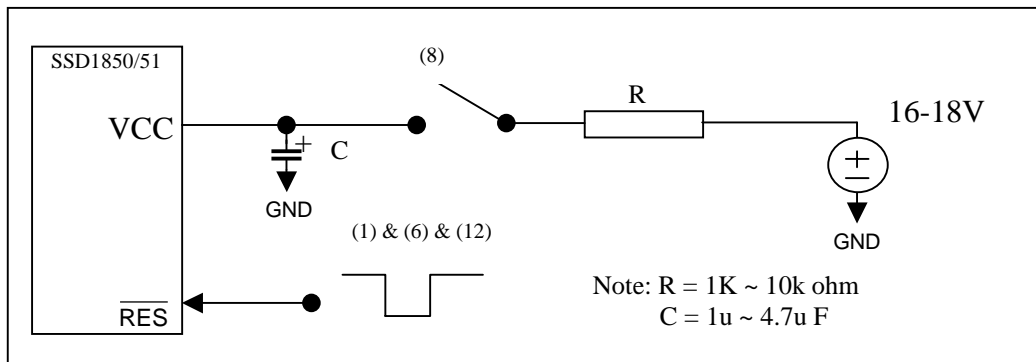 SSD1850/51
(8)
R
16-18V
VCC
+
C
+
GND
GND
(1) & (6) & (12)
Note: R = 1K ~ 10k ohm
C = 1u ~ 4.7u F
RES